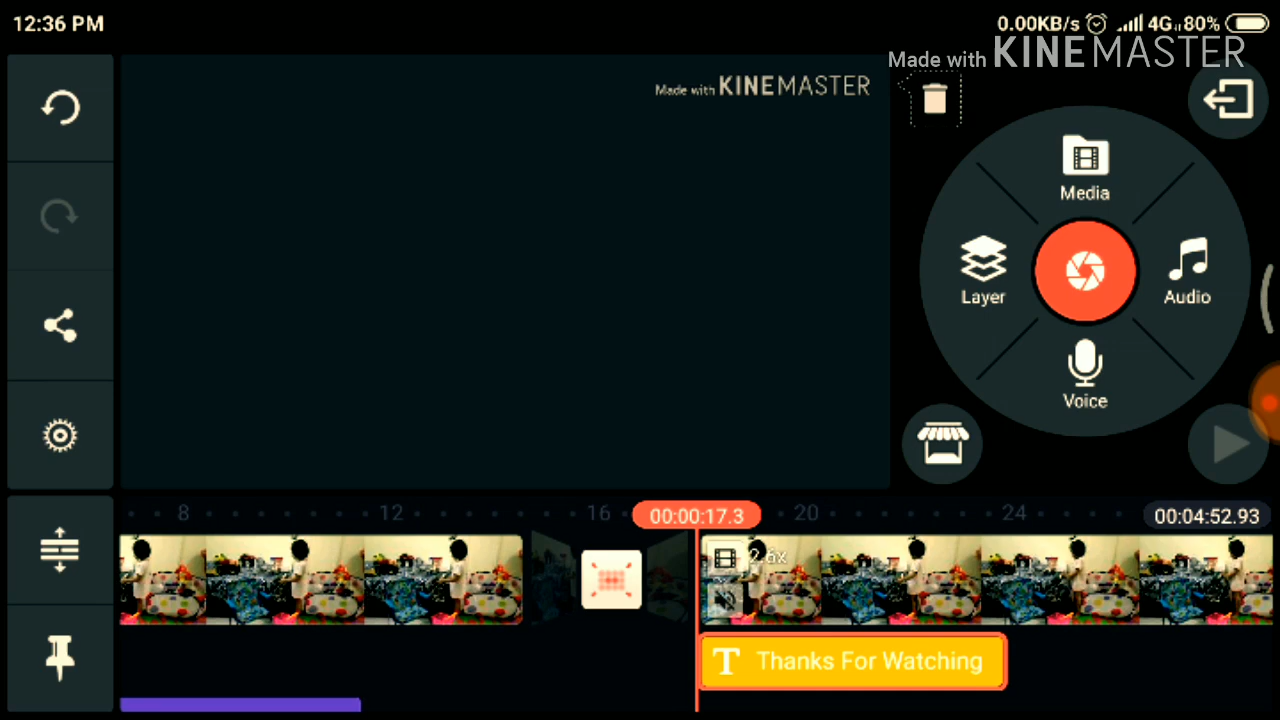 12:36 PM
0.00KB/s 4G 80%
Made with KINEMASTER
Made with KINEMASTER
Media
Layer
Audio
Voice
8 12 16 00:00:17.3 20 24 00:04:52.93
2.6x
T Thanks For Watching